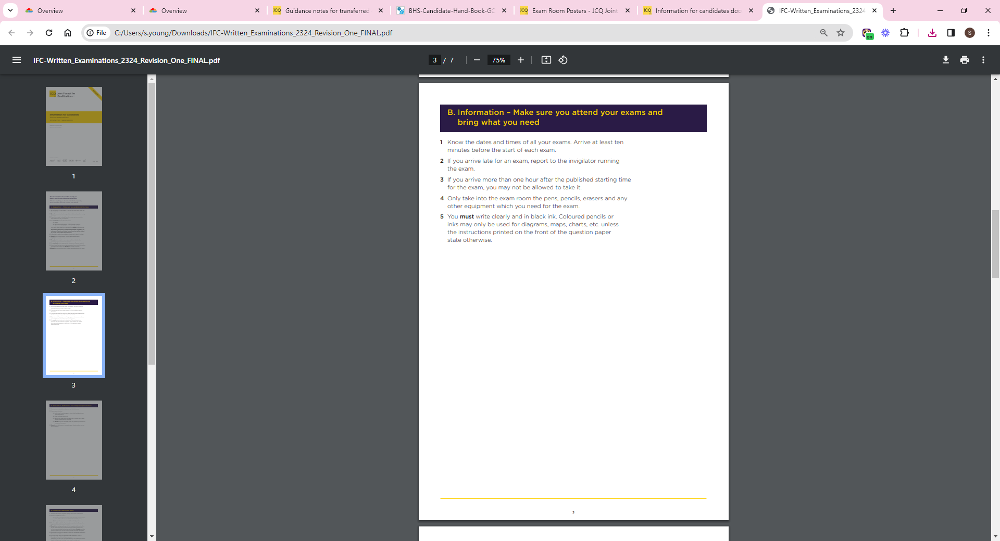 Overview
Overview
Guidance notes for transferred
BHS-Candidate-Hand-Book-GC
Exam Room Posters - JCQ Joint
Information for candidates doc
IFC-Written_Examinations_2324
File
C:/Users/s.young/Downloads/IFC-Written_Examinations_2324_Revision_One_FINAL.pdf
on
S
IFC-Written_Examinations_2324_Revision_One_FINAL.pdf
3 / 7
75%
1
2
3
4
B. Information – Make sure you attend your exams and
bring what you need
1 Know the dates and times of all your exams. Arrive at least ten
minutes before the start of each exam.
2 If you arrive late for an exam, report to the invigilator running
the exam.
3 If you arrive more than one hour after the published starting time
for the exam, you may not be allowed to take it.
4 Only take into the exam room the pens, pencils, erasers and any
other equipment which you need for the exam.
5 You must write clearly and in black ink. Coloured pencils or
inks may only be used for diagrams, maps, charts, etc. unless
the instructions printed on the front of the question paper
state otherwise.
3